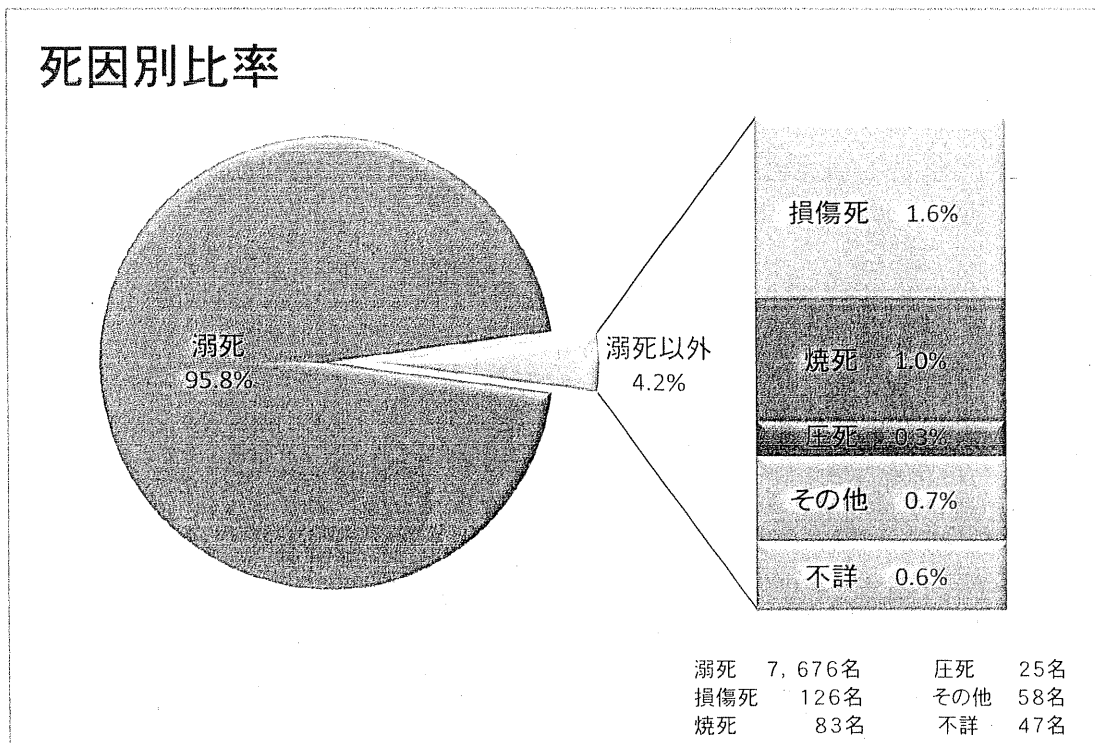 死因別比率
溺死
95.8%
溺死以外
4.2%
損傷死 1.6%
焼死 1.0%
圧死 0.3%
その他 0.7%
不詳 0.6%
溺死 7,676名 圧死 25名
損傷死 126名 その他 58名
焼死 83名 不詳 47名